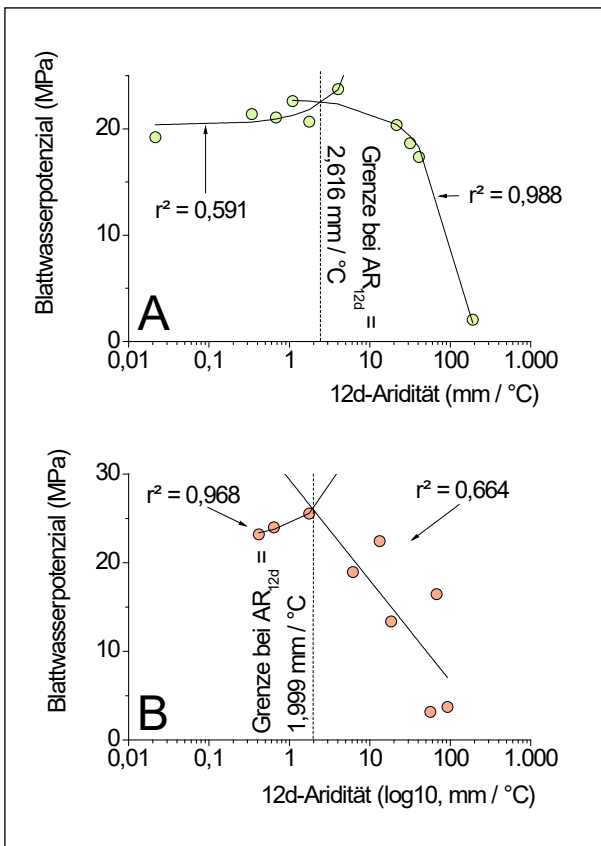 Blattwasserpotenzial (MPa)
20
10
0
r² = 0,591
Grenze bei AR12d =
2,616 mm / °C
r² = 0,988
A
0,01 0,1 1 10 100 1.000
12d-Aridität (mm / °C)
Blattwasserpotenzial (MPa)
30
20
10
0
r² = 0,968
r² = 0,664
Grenze bei AR12d =
1,999 mm / °C
B
0,01 0,1 1 10 100 1.000
12d-Aridität (log10, mm / °C)